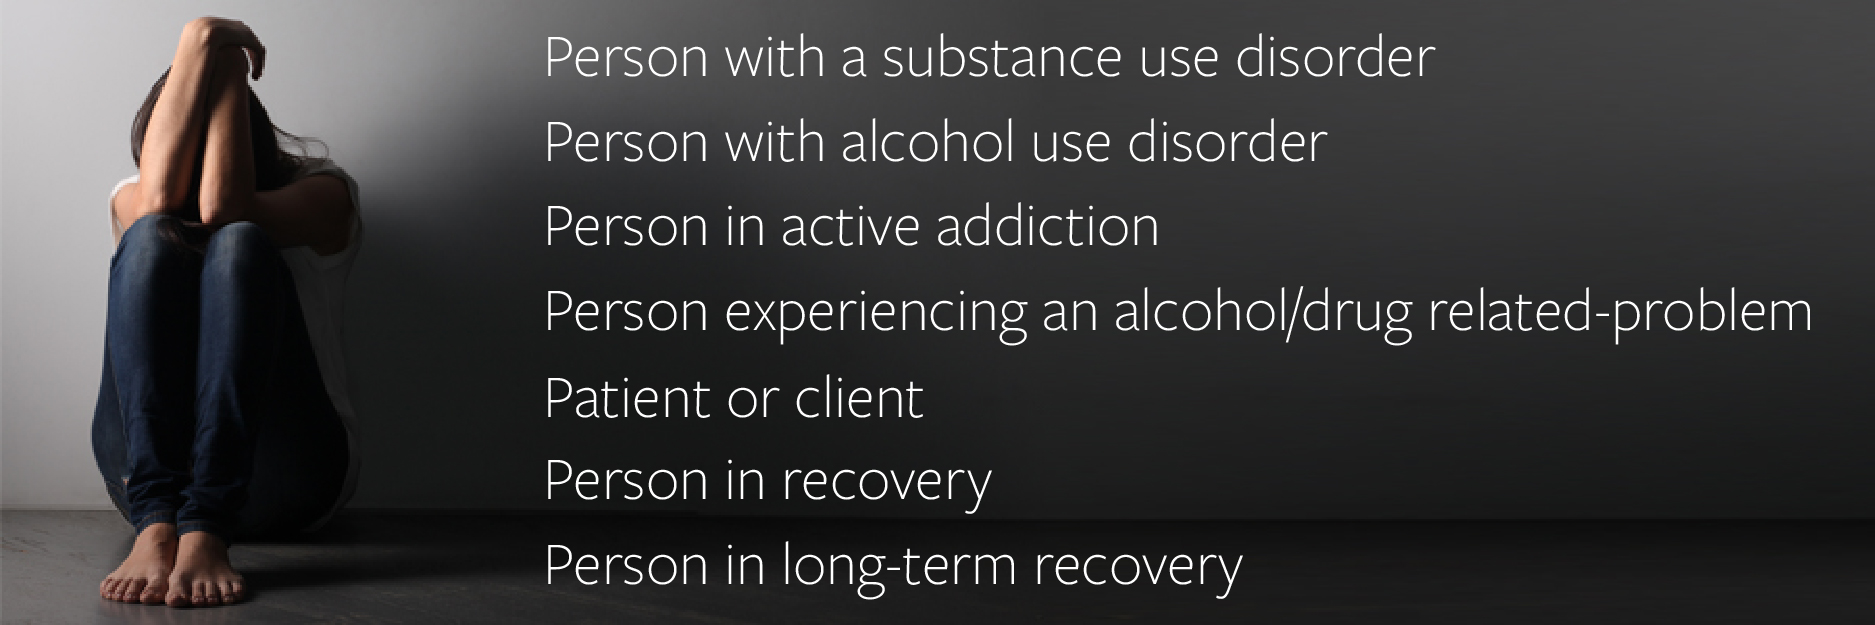 Person with a substance use disorder
Person with alcohol use disorder
Person in active addiction
Person experiencing an alcohol/drug related-problem
Patient or client
Person in recovery
Person in long-term recovery